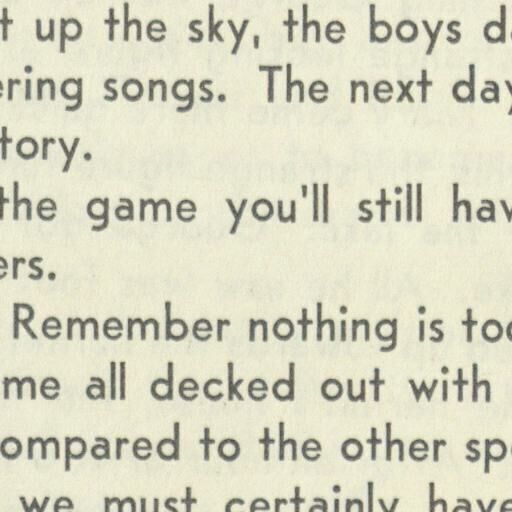 t up the sky, the boys d
ering songs. The next day
tory.
the game you'll still hav
ers.
Remember nothing is too
me all decked out with
ompared to the other sp
we must certainly have